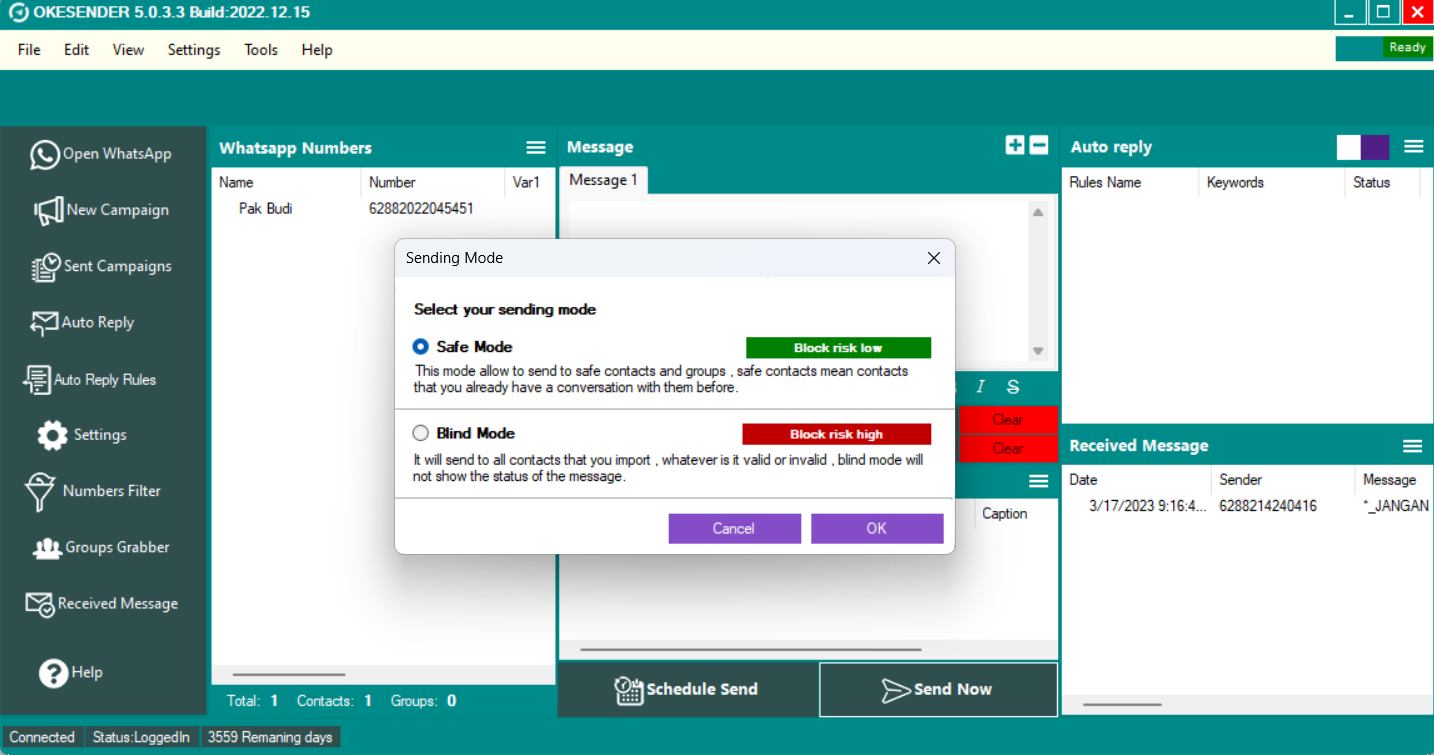 OKESENDER 5.0.3.3 Build:2022.12.15
File Edit View Settings Tools Help
Ready
Open WhatsApp
New Campaign
Sent Campaigns
Auto Reply
Auto Reply Rules
Settings
Numbers Filter
Groups Grabber
Received Message
Help
Whatsapp Numbers
Name Number Var1
Pak Budi 62882022045451
Total: 1 Contacts: 1 Groups: 0
Message
Message 1
I S
Clear
Clear
Caption
Schedule Send
Send Now
Sending Mode
Select your sending mode
Safe Mode Block risk low
This mode allow to send to safe contacts and groups , safe contacts mean contacts
that you already have a conversation with them before.
Blind Mode Block risk high
It will send to all contacts that you import , whatever is it valid or invalid , blind mode will
not show the status of the message.
Cancel OK
Auto reply
Rules Name Keywords Status
Received Message
Date Sender Message
3/17/2023 9:16:4... 6288214240416 *_JANGAN
Connected Status:LoggedIn 3559 Remaning days